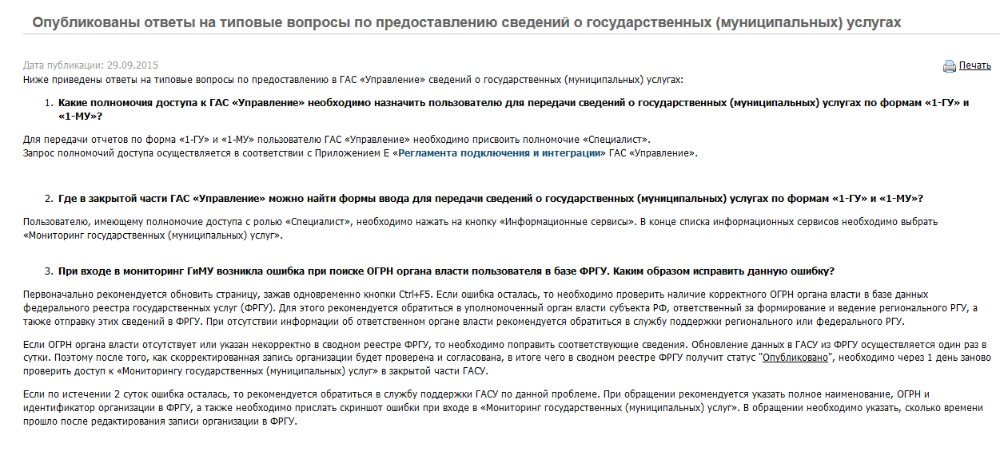 Опубликованы ответы на типовые вопросы по предоставлению сведений о государственных (муниципальных) услугах
Дата публикации: 29.09.2015
Печать
Ниже приведены ответы на типовые вопросы по предоставлению в ГАС «Управление» сведений о государственных (муниципальных) услугах:
1. Какие полномочия доступа к ГАС «Управление» необходимо назначить пользователю для передачи сведений о государственных (муниципальных) услугах по формам «1-ГУ» и
«1-МУ»?
Для передачи отчетов по форма «1-ГУ» и «1-МУ» пользователю ГАС «Управление» необходимо присвоить полномочие «Специалист».
Запрос полномочий доступа осуществляется в соответствии с Приложением Е «Регламента подключения и интеграции» ГАС «Управление».
2. Где в закрытой части ГАС «Управление» можно найти формы ввода для передачи сведений о государственных (муниципальных) услугах по формам «1-ГУ» и «1-МУ»?
Пользователю, имеющему полномочие доступа с ролью «Специалист», необходимо нажать на кнопку «Информационные сервисы». В конце списка информационных сервисов необходимо выбрать
«Мониторинг государственных (муниципальных) услуг».
3. При входе в мониторинг ГиМУ возникла ошибка при поиске ОГРН органа власти пользователя в базе ФРГУ. Каким образом исправить данную ошибку?
Первоначально рекомендуется обновить страницу, зажав одновременно кнопки Ctrl+F5. Если ошибка осталась, то необходимо проверить наличие корректного ОГРН органа власти в базе данных
федерального реестра государственных услуг (ФРГУ). Для этого рекомендуется обратиться в уполномоченный орган власти субъекта РФ, ответственный за формирование и ведение регионального РГУ, а
также отправку этих сведений в ФРГУ. При отсутствии информации об ответственном органе власти рекомендуется обратиться в службу поддержки регионального или федерального РГУ.
Если ОГРН органа власти отсутствует или указан некорректно в сводном реестре ФРГУ, то необходимо поправить соответствующие сведения. Обновление данных в ГАСУ из ФРГУ осуществляется один раз в
сутки. Поэтому после того, как скорректированная запись организации будет проверена и согласована, в итоге чего в сводном реестре ФРГУ получит статус "Опубликовано", необходимо через 1 день заново
проверить доступ к «Мониторингу государственных (муниципальных) услуг» в закрытой части ГАСУ.
Если по истечении 2 суток ошибка осталась, то рекомендуется обратиться в службу поддержки ГАСУ по данной проблеме. При обращении рекомендуется указать полное наименование, ОГРН и
идентификатор организации в ФРГУ, а также необходимо прислать скриншот ошибки при входе в «Мониторинг государственных (муниципальных) услуг». В обращении необходимо указать, сколько времени
прошло после редактирования записи организации в ФРГУ.